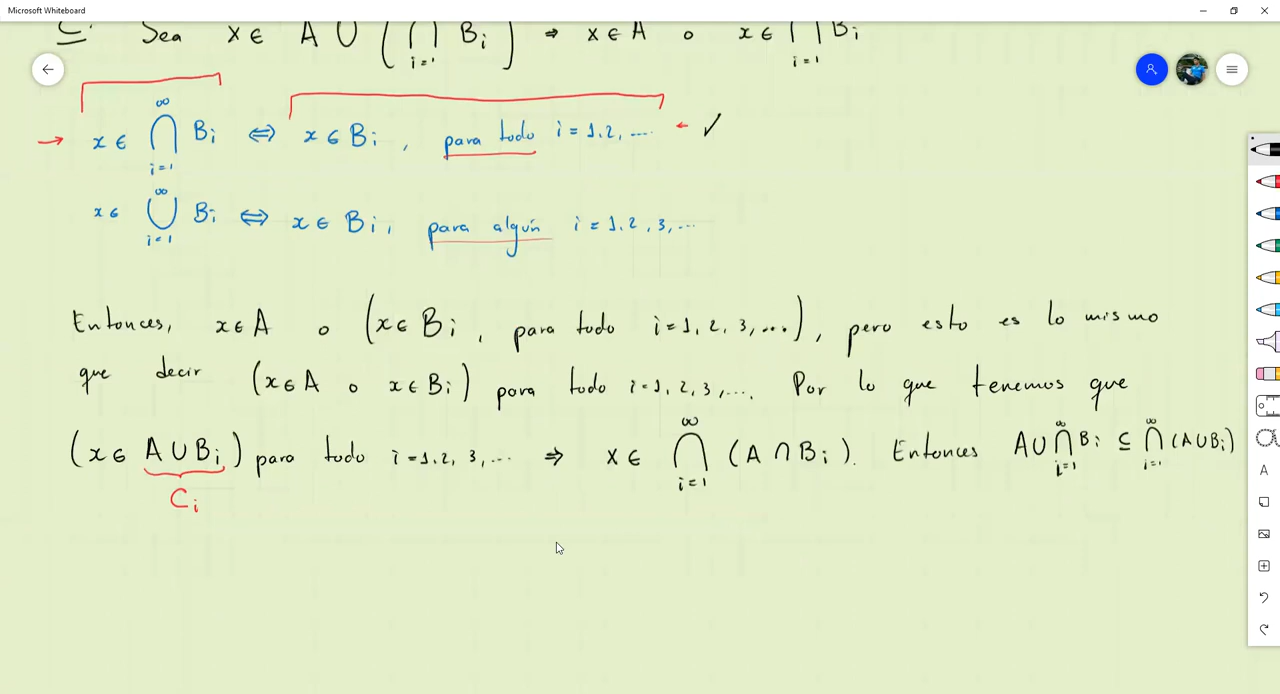 Microsoft Whiteboard
⊆: Sea x ∈ A ∪ (⋂_{i=1} B_i) ⇒ x ∈ A o x ∈ ⋂_{i=1} B_i
→ x ∈ ⋂_{i=1}^{∞} B_i ⇔ x ∈ B_i, para todo i = 1,2, .... ← ✓
x ∈ ⋃_{i=1}^{∞} B_i ⇔ x ∈ B_i, para algún i = 1,2,3,...
Entonces, x ∈ A o (x ∈ B_i, para todo i = 1,2,3,...), pero esto es lo mismo
que decir (x ∈ A o x ∈ B_i) para todo i = 1,2,3,.... Por lo que tenemos que
(x ∈ A ∪ B_i) para todo i = 1,2,3,... ⇒ x ∈ ⋂_{i=1}^{∞} (A ∩ B_i). Entonces A ∪ ⋂_{i=1}^{∞} B_i ⊆ ⋂_{i=1}^{∞} (A ∪ B_i)
C_i
A